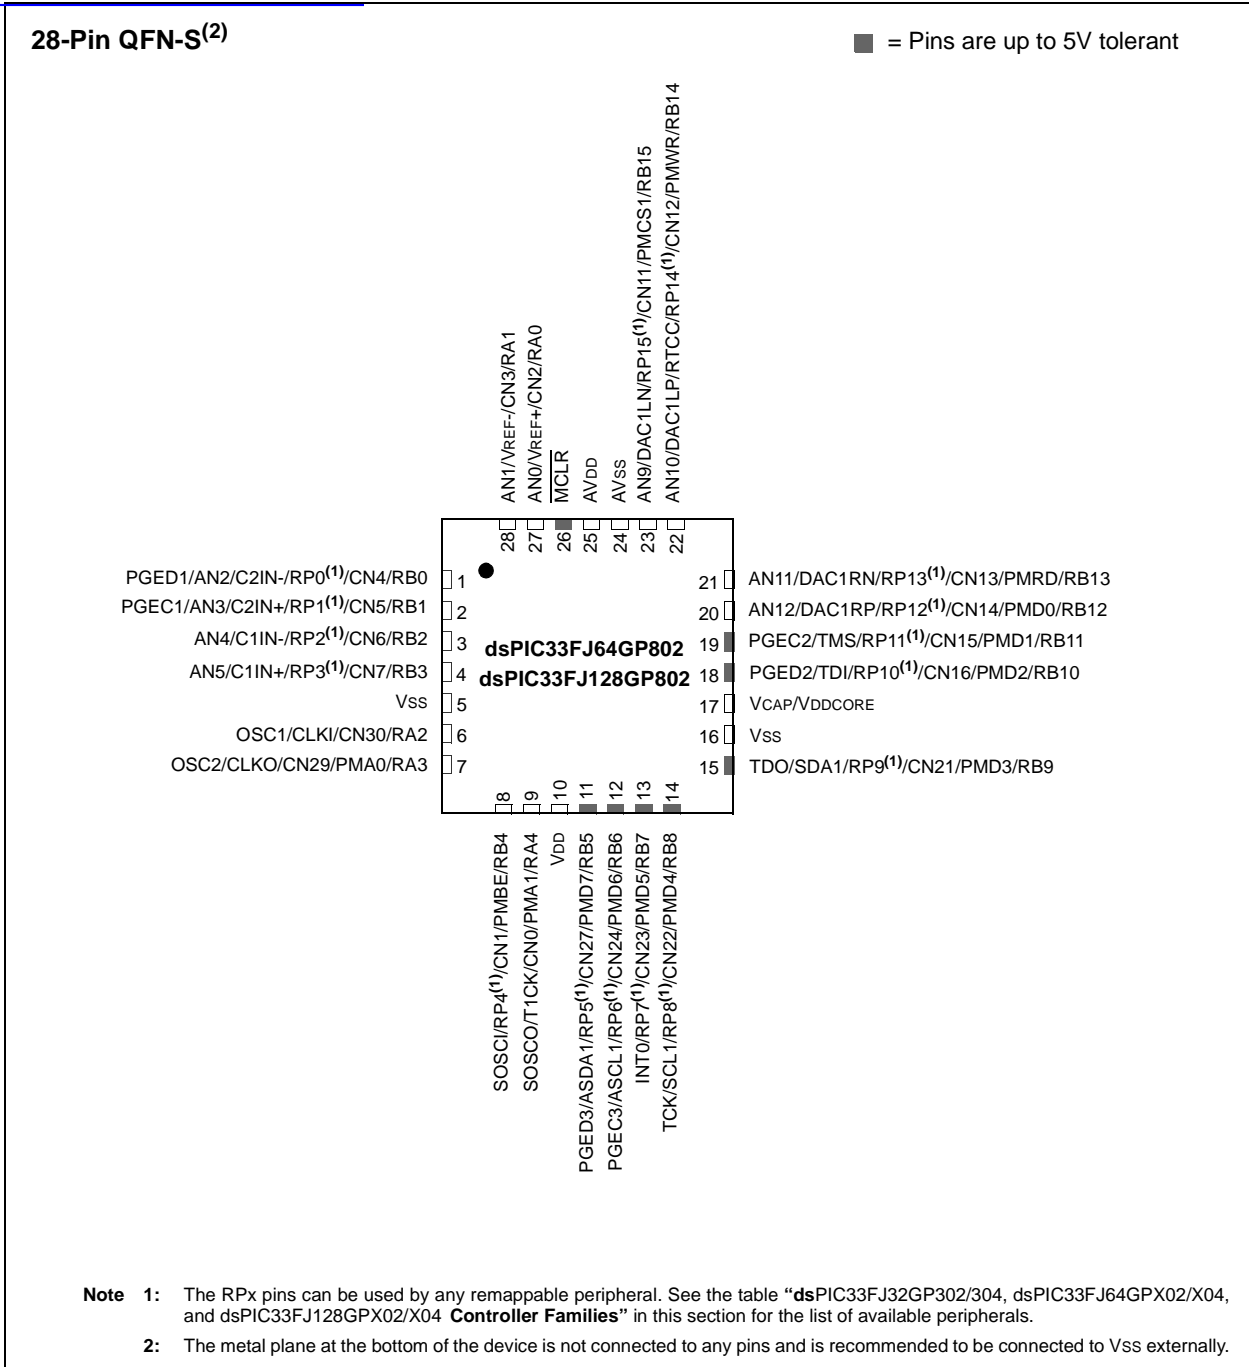 28-Pin QFN-S(2)
= Pins are up to 5V tolerant
AN1/VREF-/CN3/RA1
AN0/VREF+/CN2/RA0
MCLR
AVDD
AVSS
AN9/DAC1LN/RP15(1)/CN11/PMCS1/RB15
AN10/DAC1LP/RTCC/RP14(1)/CN12/PMWR/RB14
28
27
26
25
24
23
22
PGED1/AN2/C2IN-/RP0(1)/CN4/RB0 1
PGEC1/AN3/C2IN+/RP1(1)/CN5/RB1 2
AN4/C1IN-/RP2(1)/CN6/RB2 3
AN5/C1IN+/RP3(1)/CN7/RB3 4
VSS 5
OSC1/CLKI/CN30/RA2 6
OSC2/CLKO/CN29/PMA0/RA3 7
dsPIC33FJ64GP802
dsPIC33FJ128GP802
21 AN11/DAC1RN/RP13(1)/CN13/PMRD/RB13
20 AN12/DAC1RP/RP12(1)/CN14/PMD0/RB12
19 PGEC2/TMS/RP11(1)/CN15/PMD1/RB11
18 PGED2/TDI/RP10(1)/CN16/PMD2/RB10
17 VCAP/VDDCORE
16 VSS
15 TDO/SDA1/RP9(1)/CN21/PMD3/RB9
8
9
10
11
12
13
14
SOSCI/RP4(1)/CN1/PMBE/RB4
SOSCO/T1CK/CN0/PMA1/RA4
VDD
PGED3/ASDA1/RP5(1)/CN27/PMD7/RB5
PGEC3/ASCL1/RP6(1)/CN24/PMD6/RB6
INT0/RP7(1)/CN23/PMD5/RB7
TCK/SCL1/RP8(1)/CN22/PMD4/RB8
Note 1: The RPx pins can be used by any remappable peripheral. See the table “dsPIC33FJ32GP302/304, dsPIC33FJ64GPX02/X04,
and dsPIC33FJ128GPX02/X04 Controller Families” in this section for the list of available peripherals.
2: The metal plane at the bottom of the device is not connected to any pins and is recommended to be connected to VSS externally.